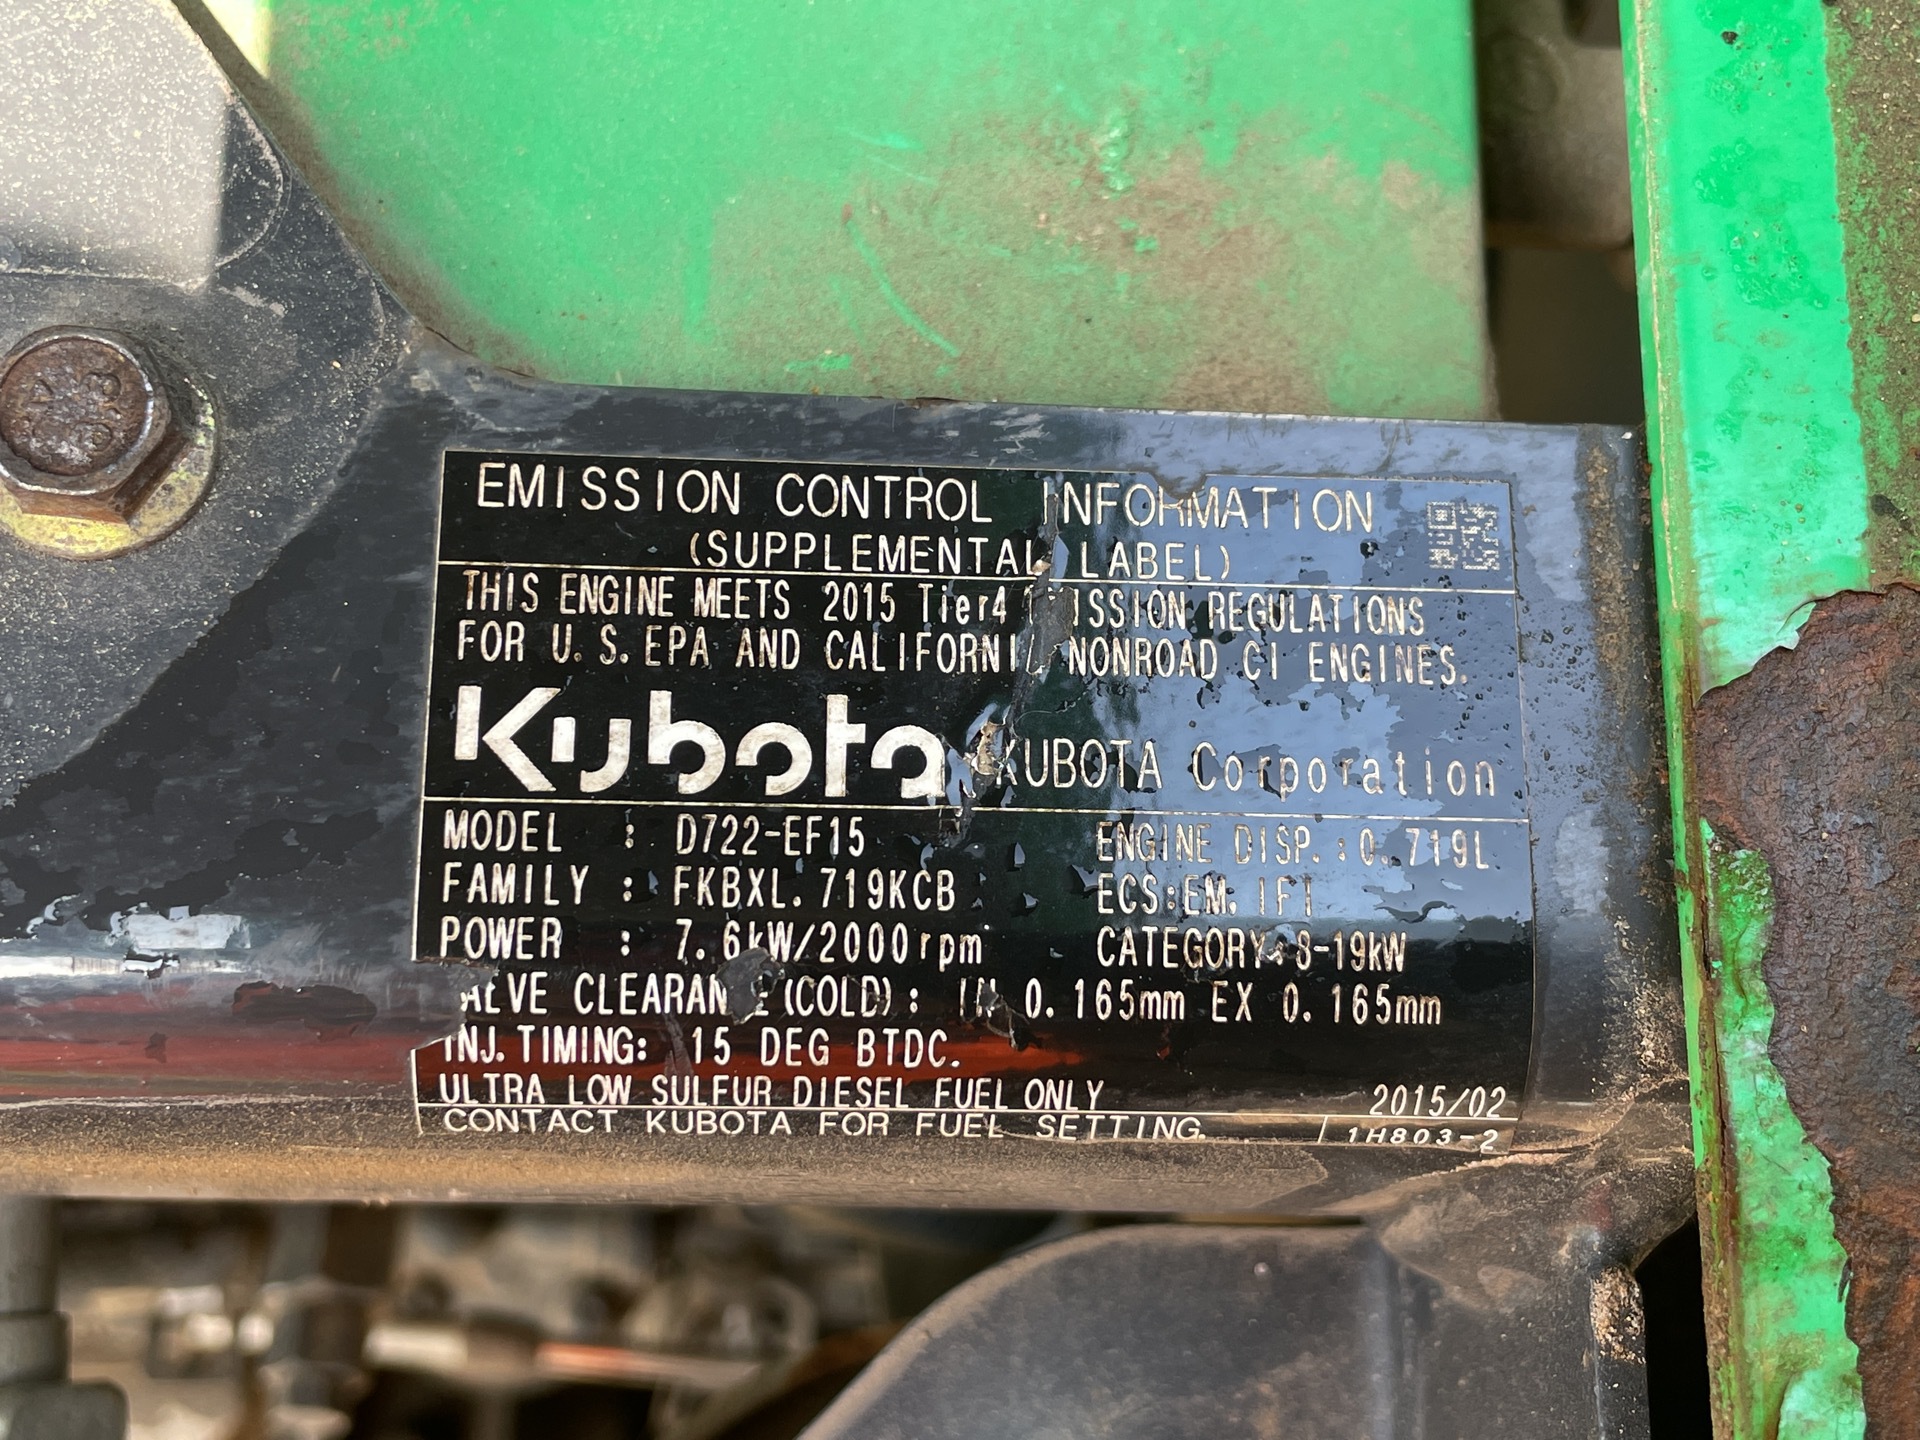 EMISSION CONTROL INFORMATION
(SUPPLEMENTAL LABEL)
THIS ENGINE MEETS 2015 Tier4 REGULATIONS
FOR U.S.EPA AND NONROAD CI ENGINES.
Kubota KUBOTA Corporation
MODEL : D722-EF15 ENGINE DISP.:0.719L
FAMILY : FKBXL.719KCB ECS:EM, IFI
POWER : 7.6kW/2000rpm CATEGORY:8-19kW
(COLD): IN 0.165mm EX 0.165mm
INJ.TIMING: 15 DEG BTDC.
ULTRA LOW SULFUR DIESEL FUEL ONLY 2015/02
CONTACT KUBOTA FOR FUEL SETTING. 1H803-2